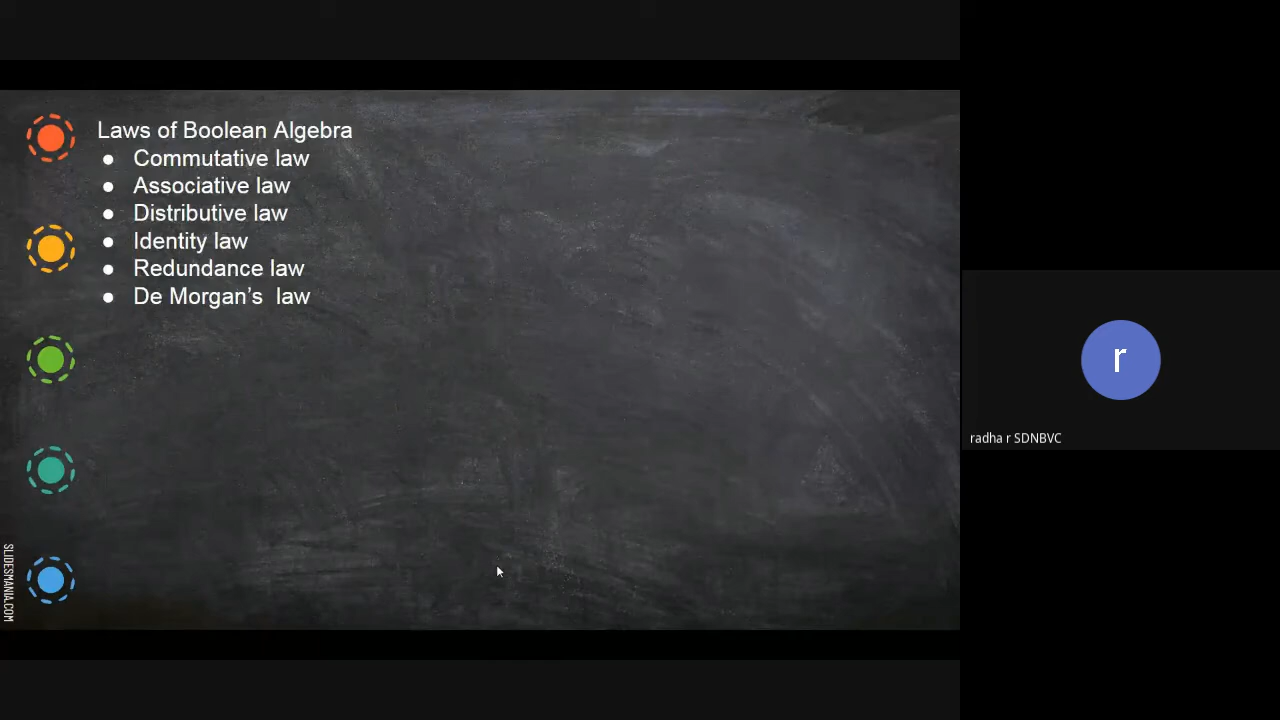 Laws of Boolean Algebra
● Commutative law
● Associative law
● Distributive law
● Identity law
● Redundance law
● De Morgan’s  law
SLIDESMANIA.COM
r
radha r SDNBVC